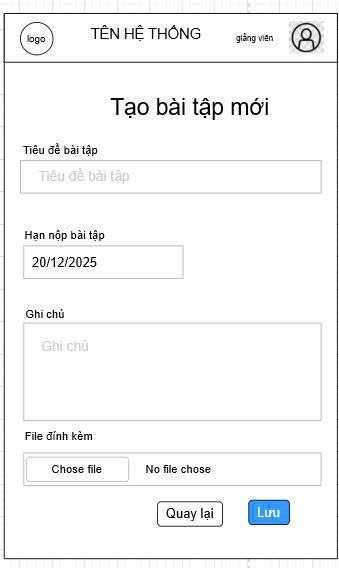 logo
TÊN HỆ THỐNG
giảng viên
Tạo bài tập mới
Tiêu đề bài tập
Tiêu đề bài tập
Hạn nộp bài tập
20/12/2025
Ghi chú
Ghi chú
File đính kèm
Chose file
No file chose
Quay lại
Lưu